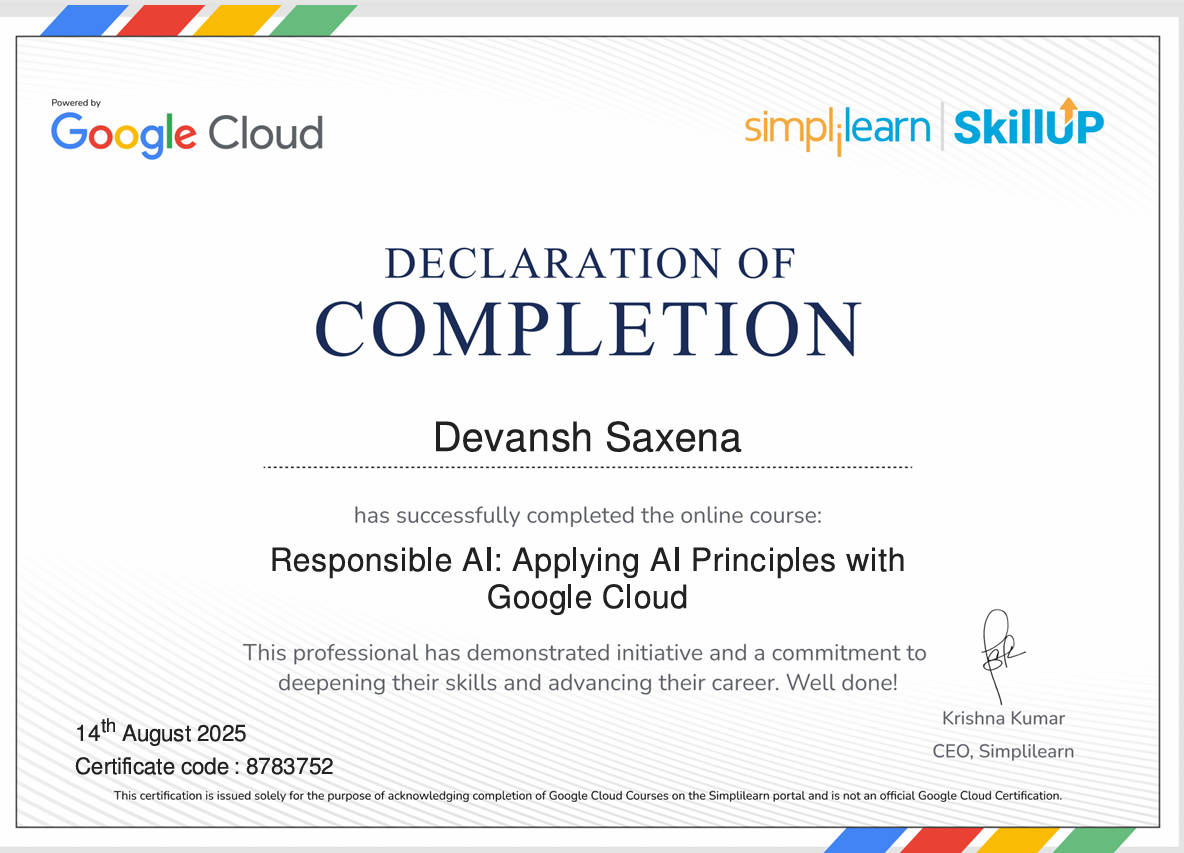 Powered by
Google Cloud
simplilearn | SkillUP
DECLARATION OF
COMPLETION
Devansh Saxena
has successfully completed the online course:
Responsible AI: Applying AI Principles with
Google Cloud
This professional has demonstrated initiative and a commitment to
deepening their skills and advancing their career. Well done!
Krishna Kumar
CEO, Simplilearn
14th August 2025
Certificate code : 8783752
This certification is issued solely for the purpose of acknowledging completion of Google Cloud Courses on the Simplilearn portal and is not an official Google Cloud Certification.